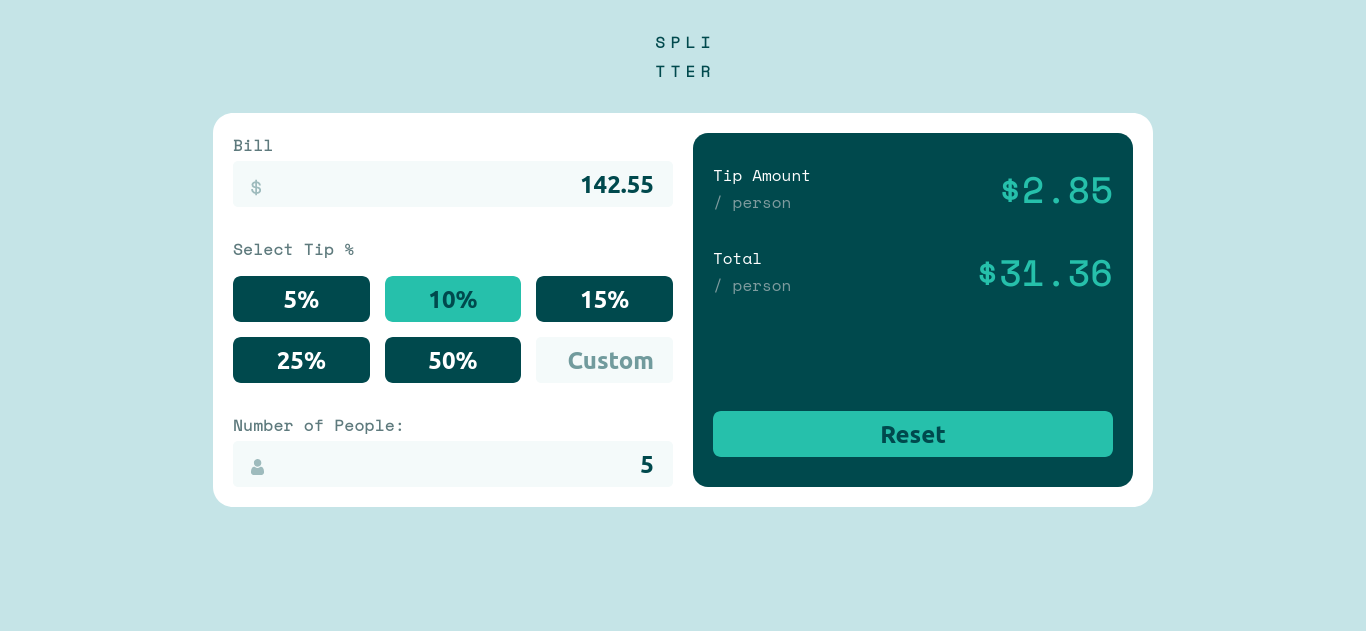 SPLI
TTER
Bill
$
142.55
Select Tip %
5%
10%
15%
25%
50%
Custom
Number of People:
5
Tip Amount
/ person
$2.85
Total
/ person
$31.36
Reset